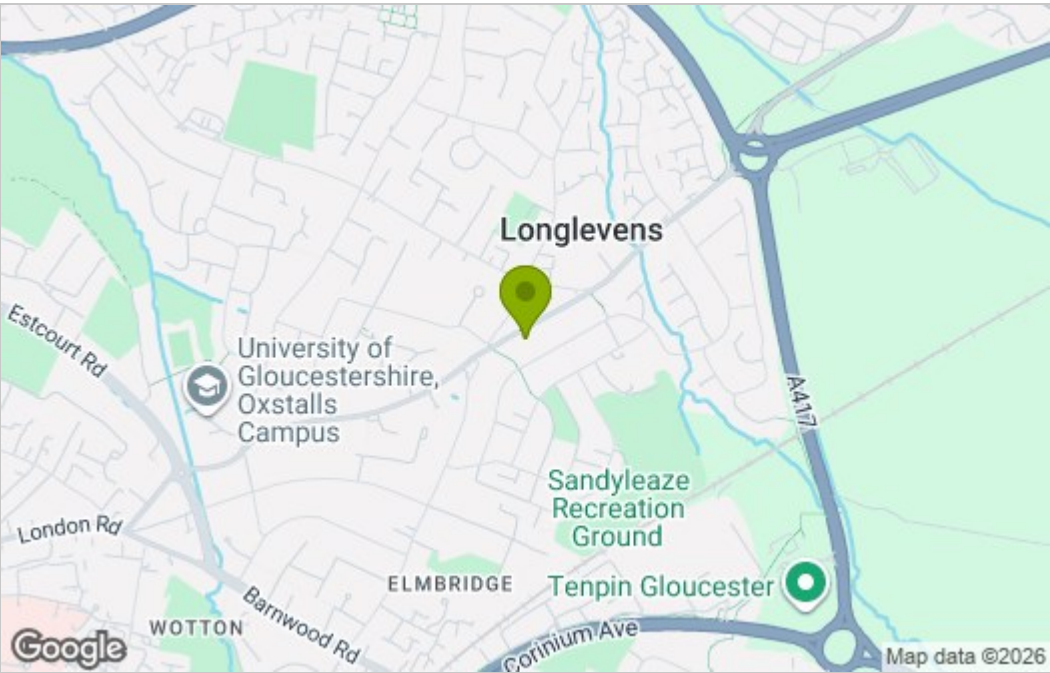 Longlevens
Estcourt Rd
University of
Gloucestershire,
Oxstalls
Campus
A417
Sandyleaze
Recreation
Ground
London Rd
ELMBRIDGE
Tenpin Gloucester
Barnwood Rd
WOTTON
Corinium Ave
Google
Map data ©2026